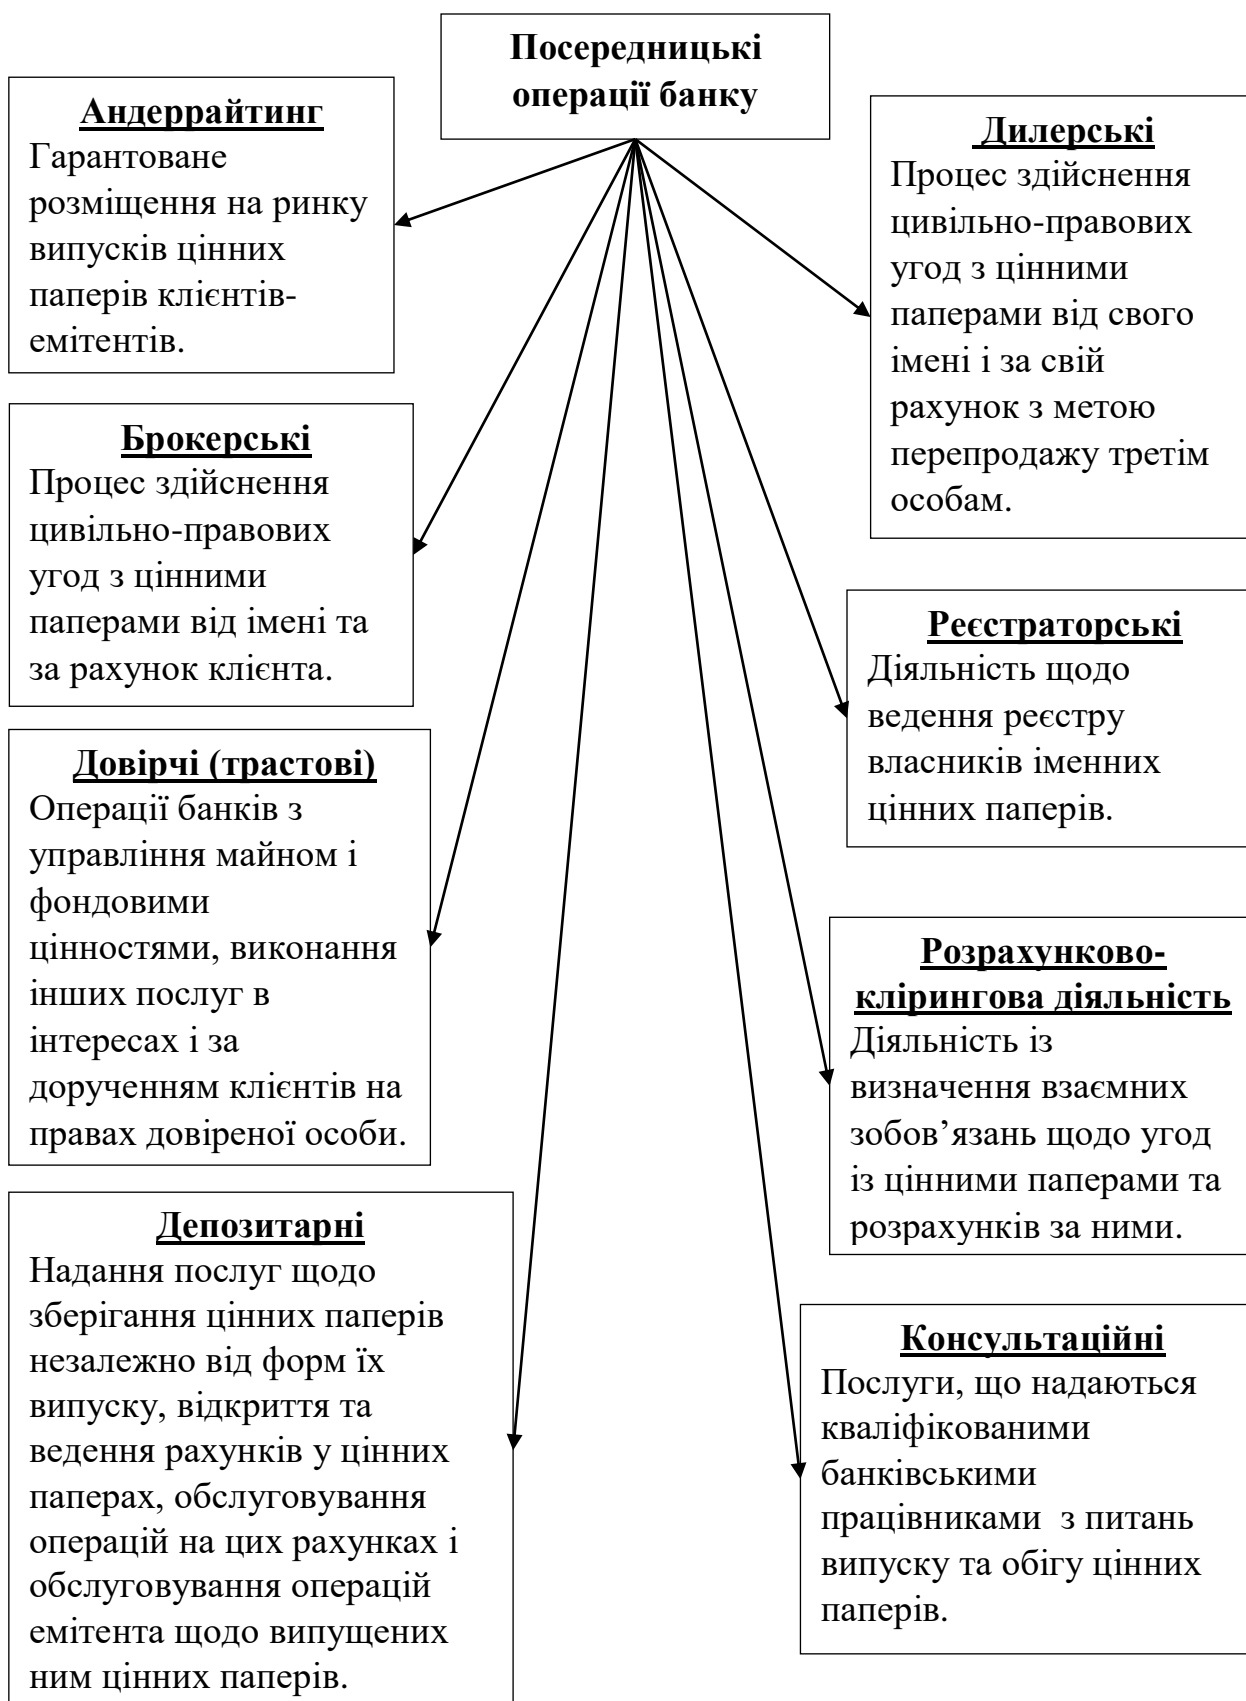 Посередницькі
операції банку
Андеррайтинг
Гарантоване
розміщення на ринку
випусків цінних
паперів клієнтів-
емітентів.
Брокерські
Процес здійснення
цивільно-правових
угод з цінними
паперами від імені та
за рахунок клієнта.
Довірчі (трастові)
Операції банків з
управління майном і
фондовими
цінностями, виконання
інших послуг в
інтересах і за
дорученням клієнтів на
правах довіреної особи.
Депозитарні
Надання послуг щодо
зберігання цінних паперів
незалежно від форм їх
випуску, відкриття та
ведення рахунків у цінних
паперах, обслуговування
операцій на цих рахунках і
обслуговування операцій
емітента щодо випущених
ним цінних паперів.
Дилерські
Процес здійснення
цивільно-правових
угод з цінними
паперами від свого
імені і за свій
рахунок з метою
перепродажу третім
особам.
Реєстраторські
Діяльність щодо
ведення реєстру
власників іменних
цінних паперів.
Розрахунково-
клірингова діяльність
Діяльність із
визначення взаємних
зобов’язань щодо угод
із цінними паперами та
розрахунків за ними.
Консультаційні
Послуги, що надаються
кваліфікованими
банківськими
працівниками  з питань
випуску та обігу цінних
паперів.